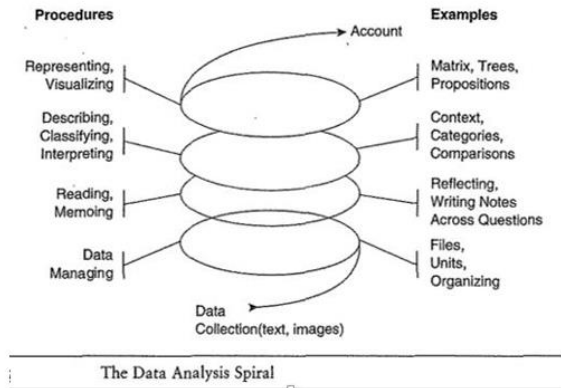 Procedures
Examples
Account
Representing,
Visualizing
Matrix, Trees,
Propositions
Describing,
Classifying,
Interpreting
Context,
Categories,
Comparisons
Reading,
Memoing
Reflecting,
Writing Notes
Across Questions
Data
Managing
Files,
Units,
Organizing
Data
Collection(text, images)
The Data Analysis Spiral